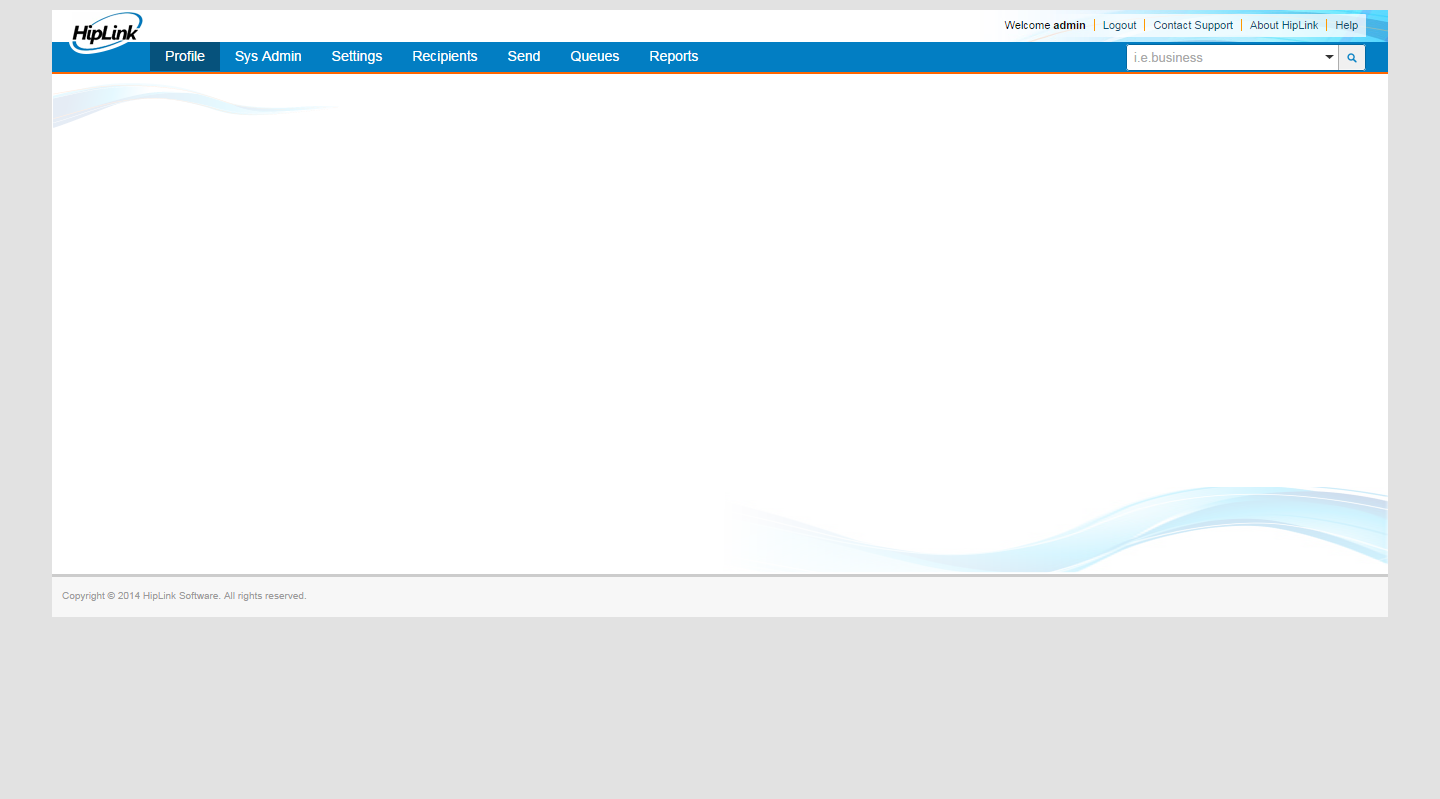 HipLink
Welcome admin Logout Contact Support About HipLink Help
Profile Sys Admin Settings Recipients Send Queues Reports
i.e.business
Copyright © 2014 HipLink Software. All rights reserved.